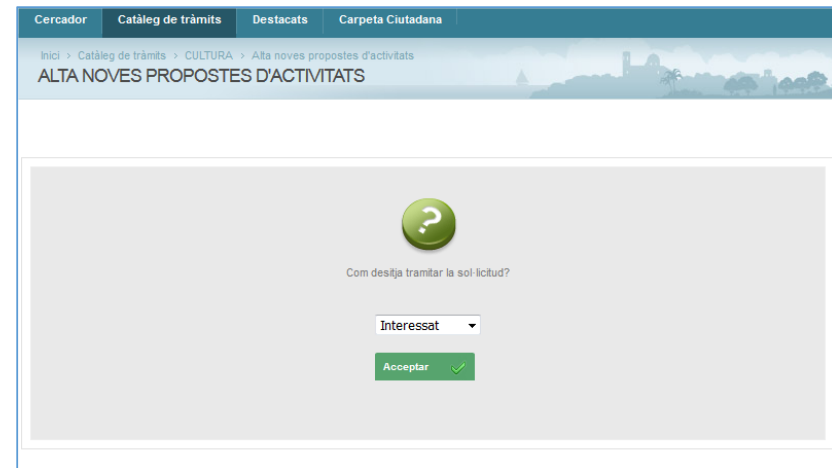 Cercador Catàleg de tràmits Destacats Carpeta Ciutadana
Inici > Catàleg de tràmits > CULTURA > Alta noves propostes d'activitats
ALTA NOVES PROPOSTES D'ACTIVITATS
?
Com desitja tramitar la sol·licitud?
Interessat
Acceptar